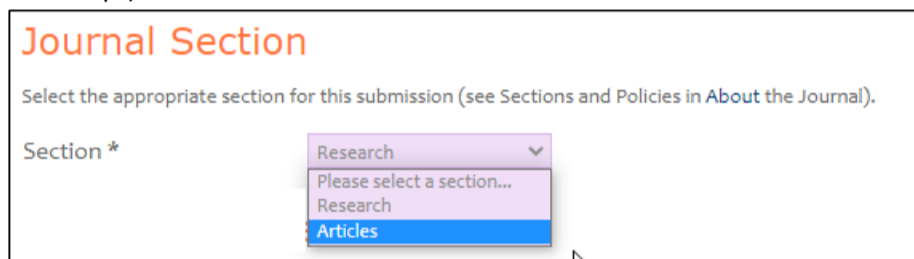 Journal Section
Select the appropriate section for this submission (see Sections and Policies in About the Journal).
Section * Research
Please select a section...
Research
Articles